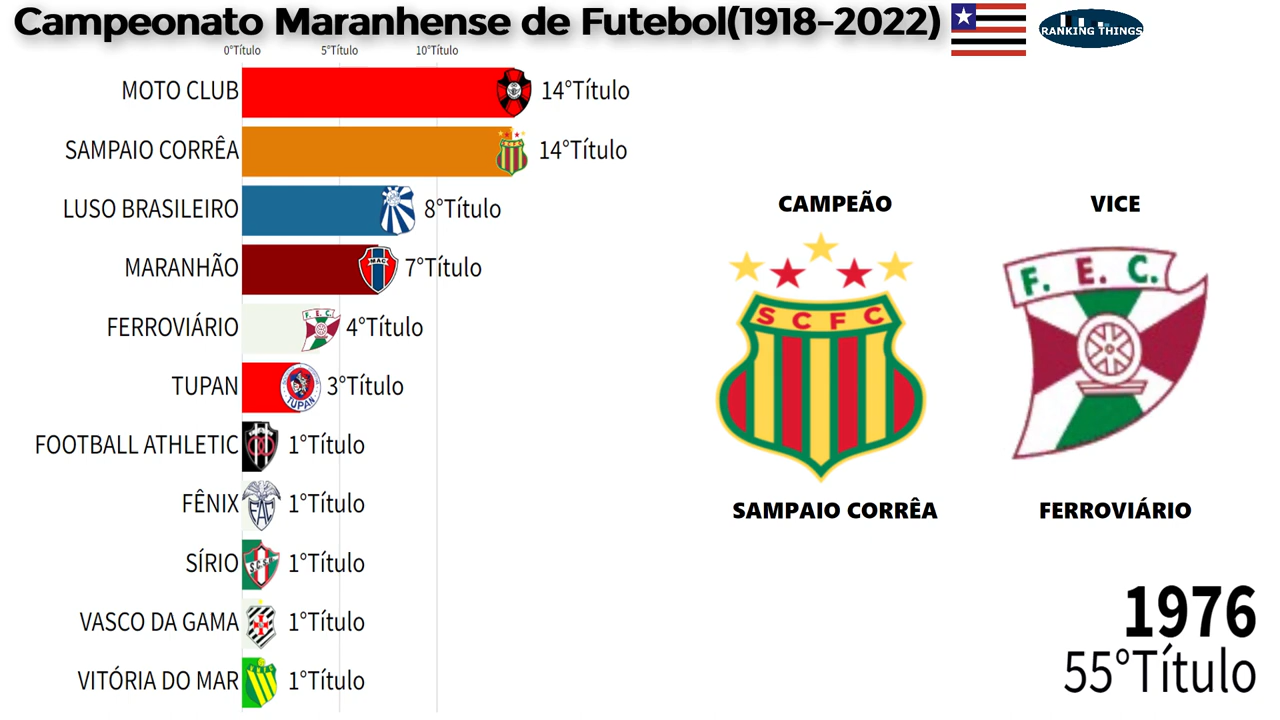 Campeonato Maranhense de Futebol(1918-2022)
RANKING THINGS
0°Título 5°Título 10°Título
MOTO CLUB 14°Título
SAMPAIO CORRÊA 14°Título
LUSO BRASILEIRO 8°Título
MARANHÃO MAC 7°Título
FERROVIÁRIO F. E. C. 4°Título
TUPAN TUPAN 3°Título
FOOTBALL ATHLETIC 1°Título
FÊNIX FAC 1°Título
SÍRIO 1°Título
VASCO DA GAMA 1°Título
VITÓRIA DO MAR 1°Título
CAMPEÃO
SCFC
SAMPAIO CORRÊA
VICE
F. E. C.
FERROVIÁRIO
1976
55°Título